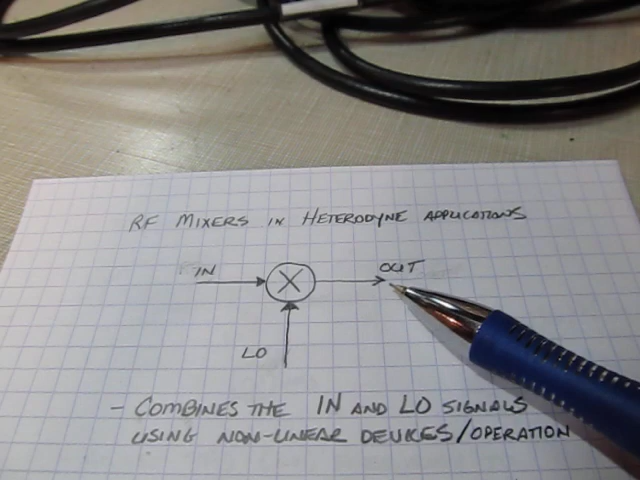 RF MIXERS IN HETERODYNE APPLICATIONS
IN
OUT
LO
- COMBINES THE IN AND LO SIGNALS
USING NON-LINEAR DEVICES/OPERATION